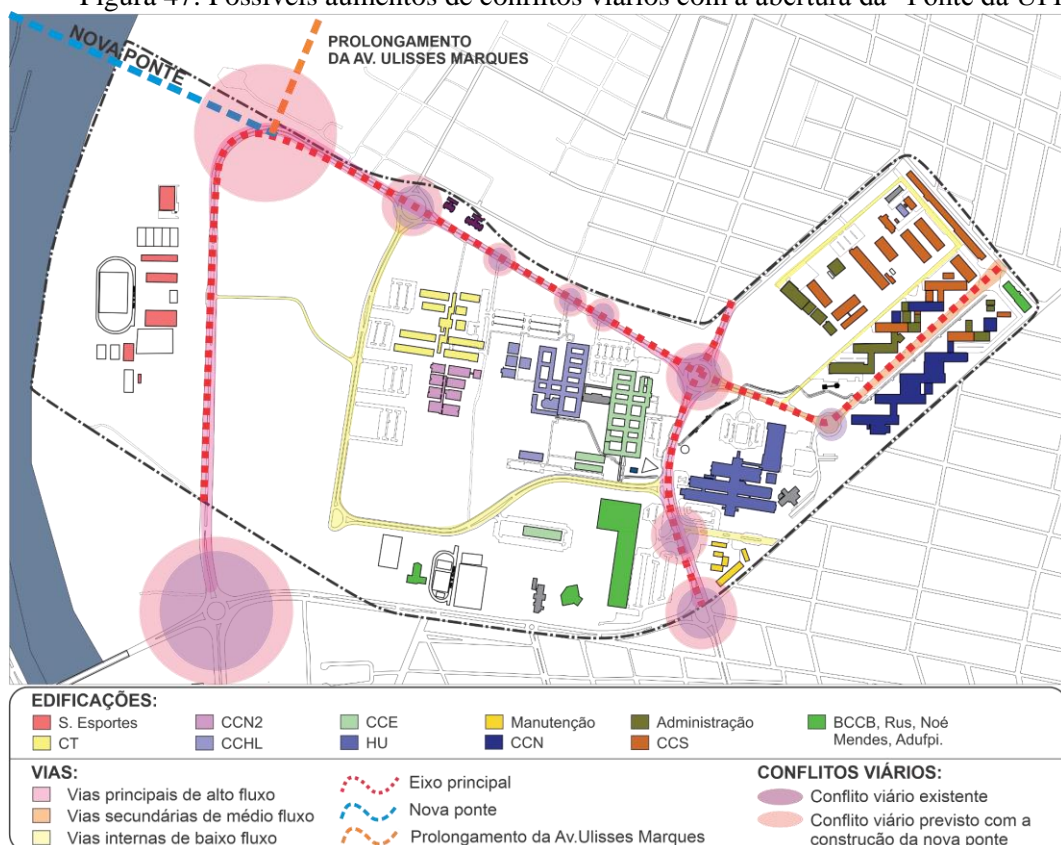 Figura 47: Possíveis aumentos de conflitos viários com a abertura da "Ponte da UFP
NOVA PONTE
PROLONGAMENTO
DA AV. ULISSES MARQUES
EDIFICAÇÕES:
S. Esportes
CCN2
CCE
Manutenção
Administração
BCCB, Rus, Noé
Mendes, Adufpi.
CT
CCHL
HU
CCN
CCS
VIAS:
Vias principais de alto fluxo
Vias secundárias de médio fluxo
Vias internas de baixo fluxo
Eixo principal
Nova ponte
Prolongamento da Av.Ulisses Marques
CONFLITOS VIÁRIOS:
Conflito viário existente
Conflito viário previsto com a
construção da nova ponte